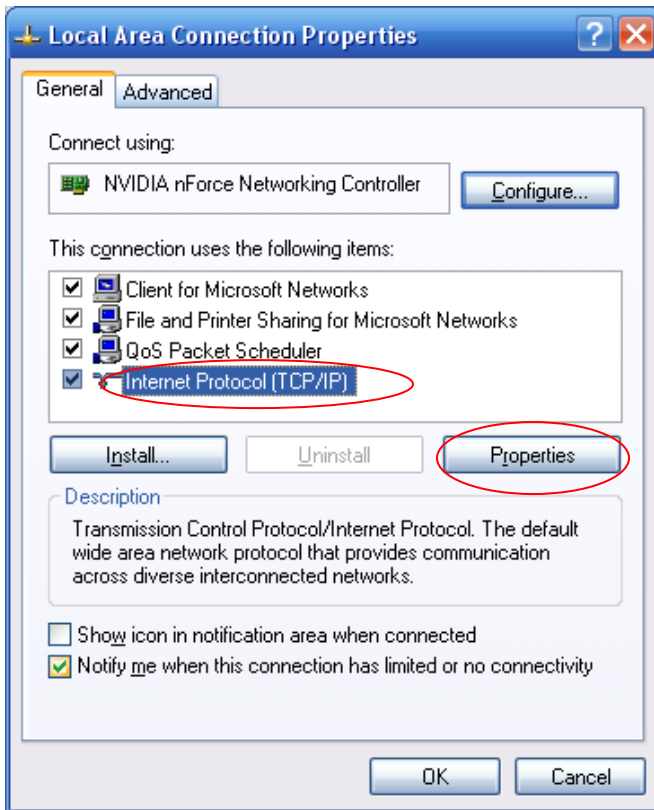 Local Area Connection Properties
?
General
Advanced
Connect using:
NVIDIA nForce Networking Controller
Configure...
This connection uses the following items:
Client for Microsoft Networks
File and Printer Sharing for Microsoft Networks
QoS Packet Scheduler
Internet Protocol (TCP/IP)
Install...
Uninstall
Properties
Description
Transmission Control Protocol/Internet Protocol. The default
wide area network protocol that provides communication
across diverse interconnected networks.
Show icon in notification area when connected
Notify me when this connection has limited or no connectivity
OK
Cancel